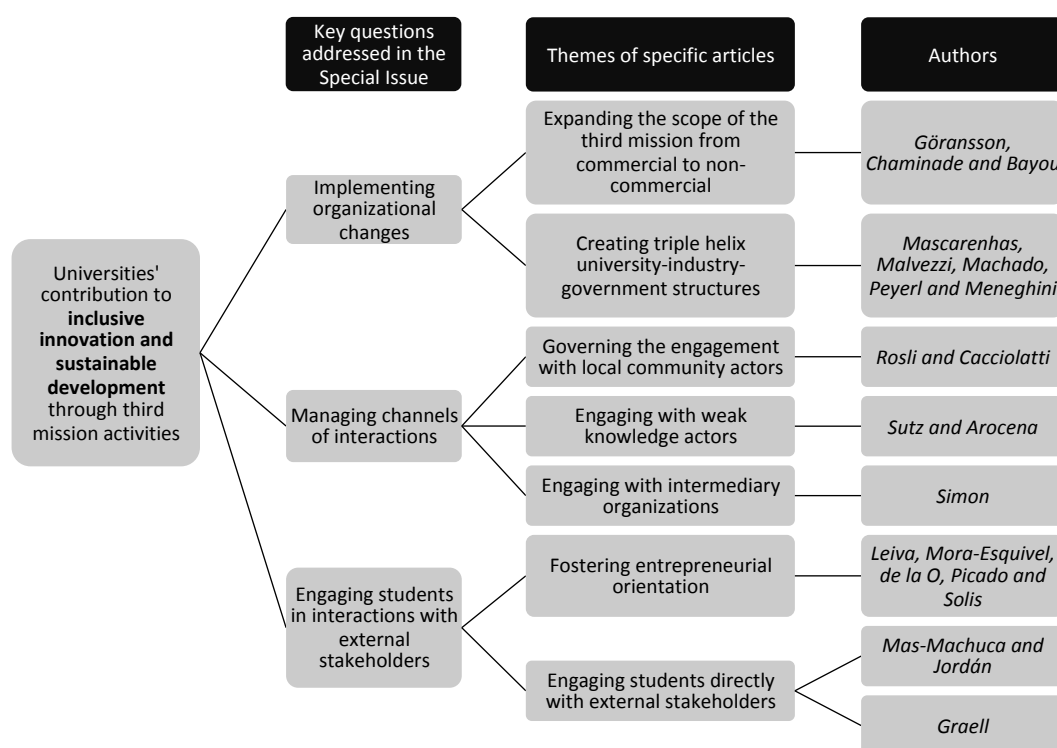 Key questions
addressed in the
Special Issue
Themes of specific articles
Authors
Universities'
contribution to
inclusive
innovation and
sustainable
development
through third
mission activities
Implementing
organizational
changes
Expanding the scope of the
third mission from
commercial to non-
commercial
Göransson,
Chaminade and Bayou
Creating triple helix
university-industry-
government structures
Mascarenhas,
Malvezzi, Machado,
Peyerl and Meneghini
Managing channels
of interactions
Governing the engagement
with local community actors
Rosli and Cacciolatti
Engaging with weak
knowledge actors
Sutz and Arocena
Engaging with intermediary
organizations
Simon
Engaging students
in interactions with
external
stakeholders
Fostering entrepreneurial
orientation
Leiva, Mora-Esquivel,
de la O, Picado and
Solis
Engaging students directly
with external stakeholders
Mas-Machuca and
Jordán
Graell